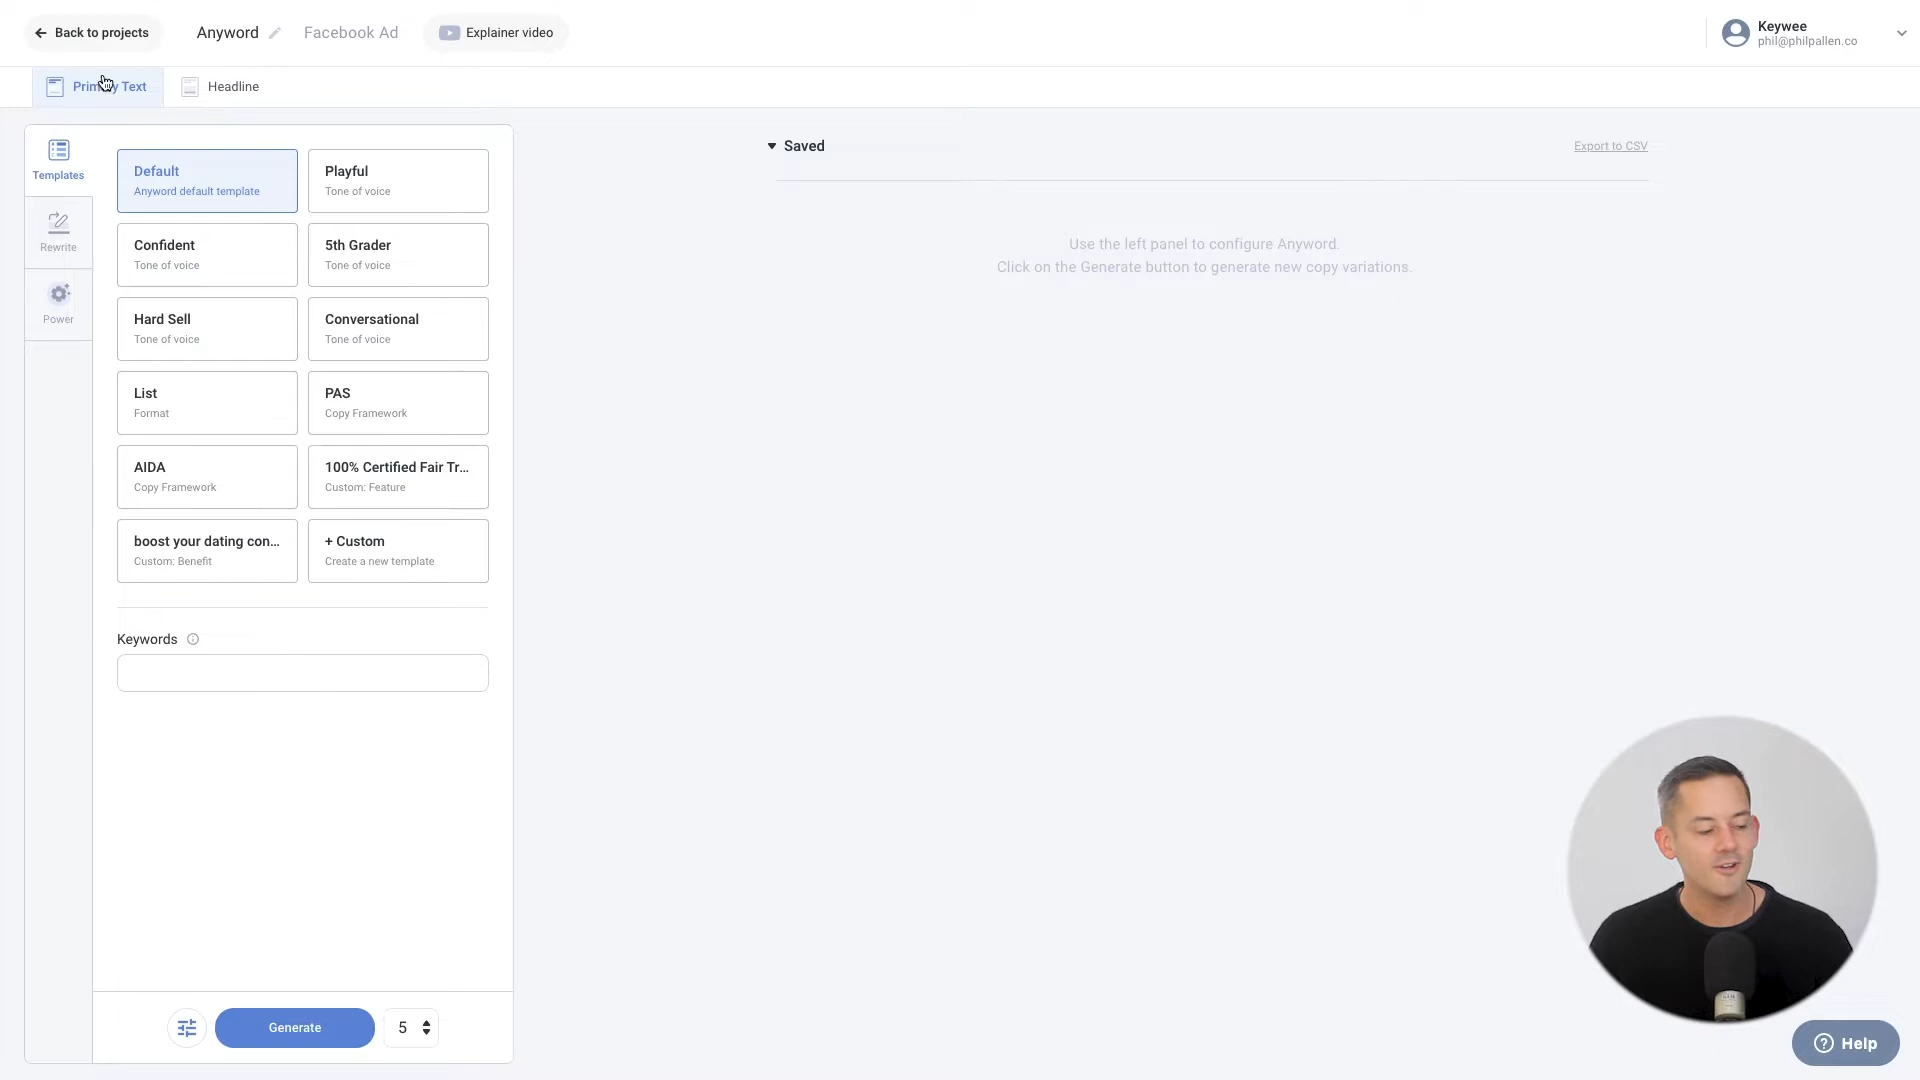 Back to projects
Anyword
Facebook Ad
Explainer video
Keywee
phil@philpallen.co
Primary Text
Headline
Templates
Rewrite
Power
Default
Anyword default template
Playful
Tone of voice
Confident
Tone of voice
5th Grader
Tone of voice
Hard Sell
Tone of voice
Conversational
Tone of voice
List
Format
PAS
Copy Framework
AIDA
Copy Framework
100% Certified Fair Tr...
Custom: Feature
boost your dating con...
Custom: Benefit
+ Custom
Create a new template
Keywords
Generate
5
Saved
Export to CSV
Use the left panel to configure Anyword.
Click on the Generate button to generate new copy variations.
Help